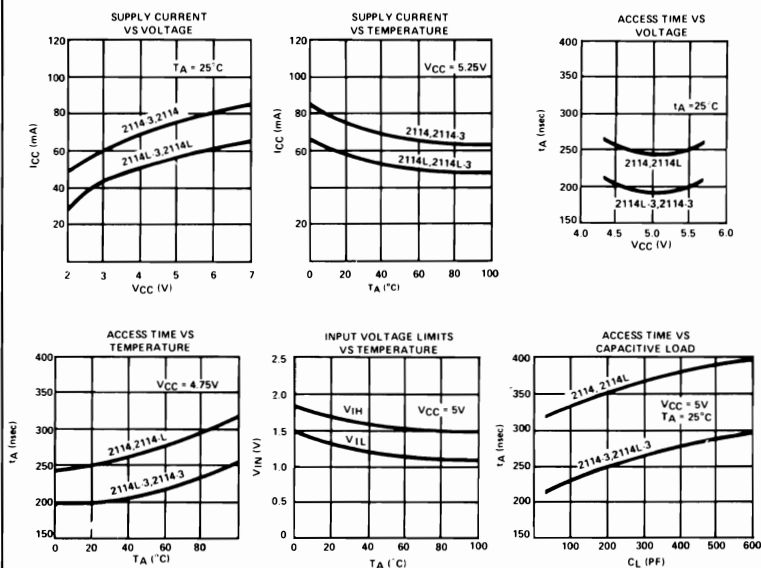 SUPPLY CURRENT
VS VOLTAGE
120
100
80
60
40
20
ICC (mA)
TA = 25°C
2114-3,2114
2114L-3,2114L
2 3 4 5 6 7
VCC (V)
SUPPLY CURRENT
VS TEMPERATURE
120
100
80
60
40
20
ICC (mA)
VCC = 5.25V
2114,2114-3
2114L,2114L-3
0 20 40 60 80 100
TA (°C)
ACCESS TIME VS
VOLTAGE
400
300
250
200
150
tA (nsec)
tA = 25°C
2114,2114L
2114L-3,2114-3
4.0 4.5 5.0 5.5 6.0
VCC (V)
ACCESS TIME VS
TEMPERATURE
400
350
300
250
200
150
tA (nsec)
VCC = 4.75V
2114,2114-L
2114L-3,2114-3
0 20 40 60 80
TA (°C)
INPUT VOLTAGE LIMITS
VS TEMPERATURE
2.5
2.0
1.5
1.0
0.5
0
VIN (V)
VIH
VCC = 5V
VIL
0 20 40 60 80 100
TA (°C)
ACCESS TIME VS
CAPACITIVE LOAD
400
350
300
250
200
150
tA (nsec)
2114, 2114L
VCC = 5V
TA = 25°C
2114-3,2114L-3
100 200 300 400 500 600
CL (PF)